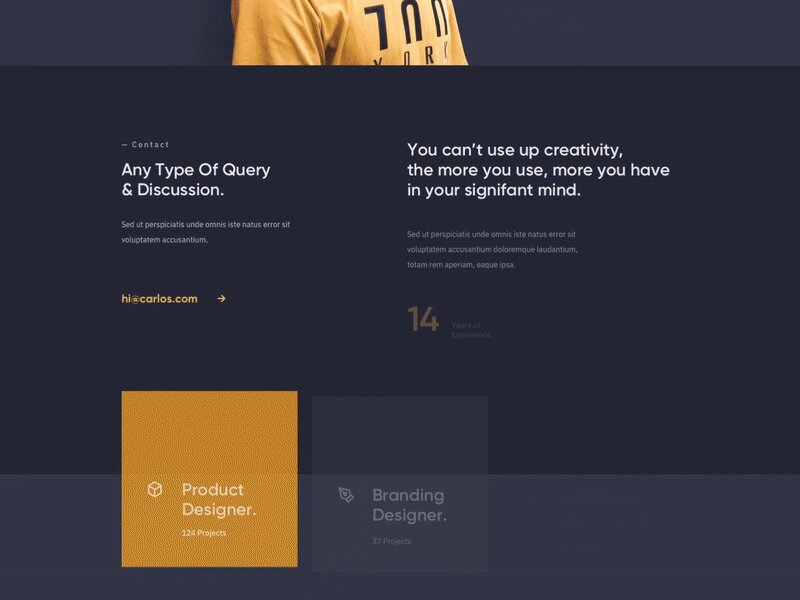 YORK
— Contact
Any Type Of Query
& Discussion.
Sed ut perspiciatis unde omnis iste natus error sit
voluptatem accusantium.
hi@carlos.com
You can't use up creativity,
the more you use, more you have
in your signifant mind.
Sed ut perspiciatis unde omnis iste natus error sit
voluptatem accusantium doloremque laudantium,
totam rem aperiam, eaque ipsa.
14
Years of
Experience.
Product
Designer.
124 Projects
Branding
Designer.
37 Projects